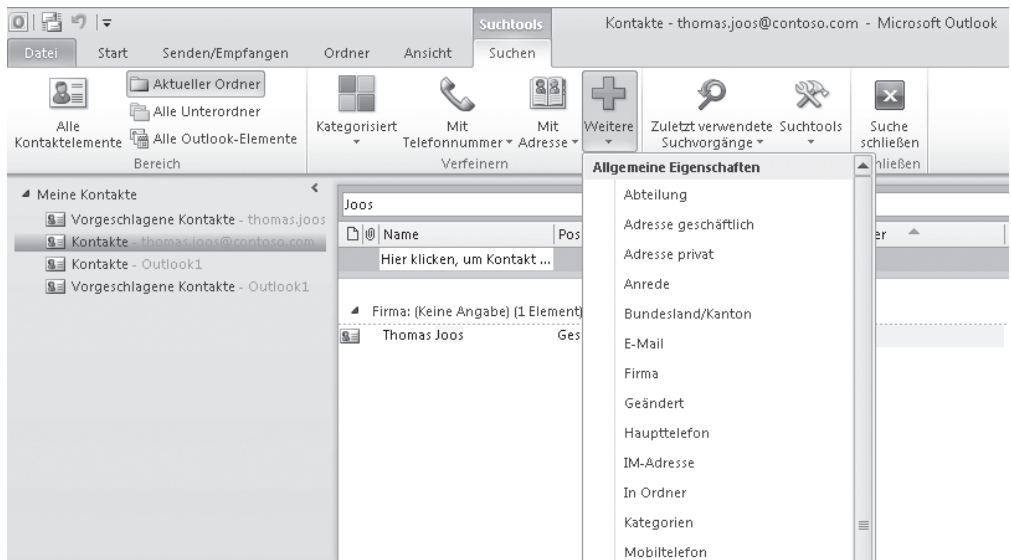 Suchtools
Kontakte - thomas.joos@contoso.com - Microsoft Outlook
Datei Start Senden/Empfangen Ordner Ansicht Suchen
Alle
Kontaktelemente
Aktueller Ordner
Alle Unterordner
Alle Outlook-Elemente
Bereich
Kategorisiert
Mit
Telefonnummer
Mit
Adresse
Weitere
Verfeinern
Zuletzt verwendete
Suchvorgänge
Suchtools
Suche
schließen
hließen
Meine Kontakte
Vorgeschlagene Kontakte - thomas.joos
Kontakte - thomas.joos@contoso.com
Kontakte - Outlook1
Vorgeschlagene Kontakte - Outlook1
Joos
Name Pos
er
Hier klicken, um Kontakt ...
Firma: (Keine Angabe) (1 Element)
Thomas Joos Ges
Allgemeine Eigenschaften
Abteilung
Adresse geschäftlich
Adresse privat
Anrede
Bundesland/Kanton
E-Mail
Firma
Geändert
Haupttelefon
IM-Adresse
In Ordner
Kategorien
Mobiltelefon